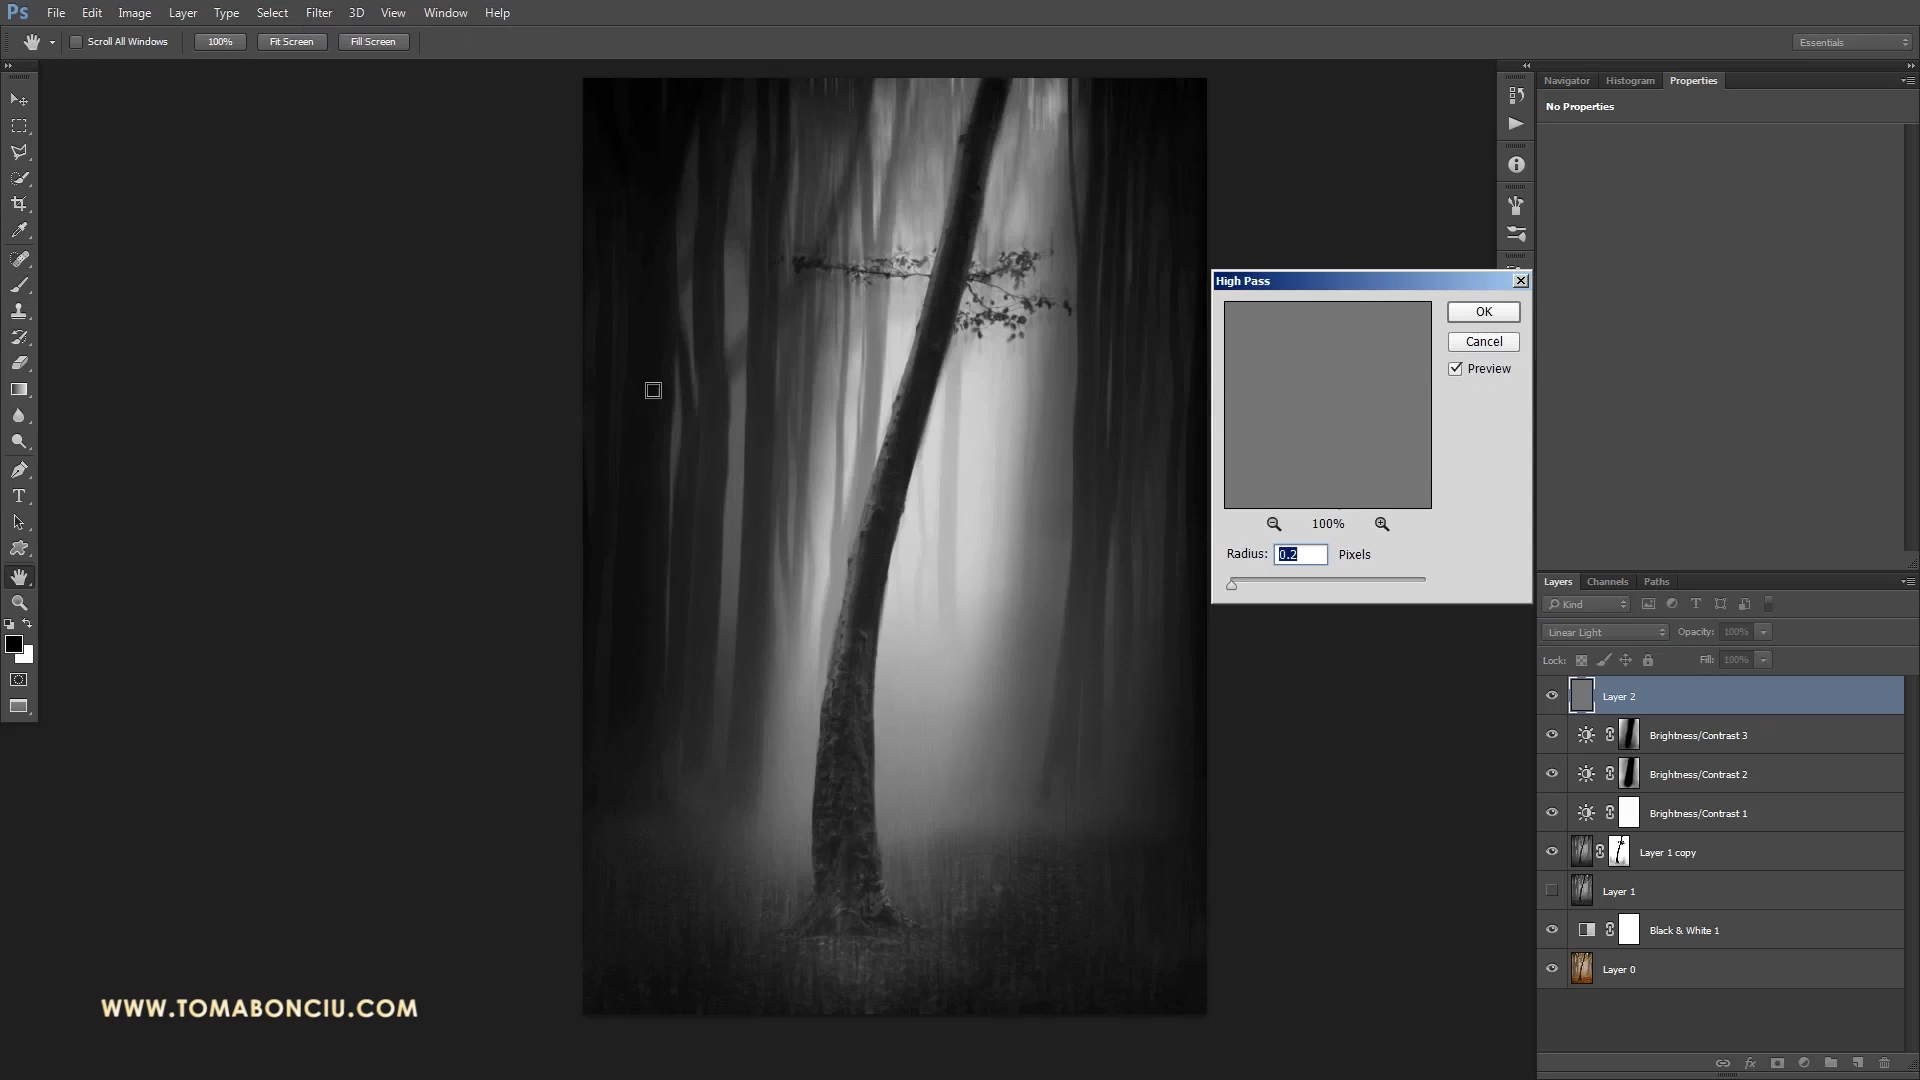 Ps File Edit Image Layer Type Select Filter 3D View Window Help
Scroll All Windows 100% Fit Screen Fill Screen Essentials
Navigator Histogram Properties
No Properties
High Pass
OK
Cancel
Preview
100%
Radius: 0.2 Pixels
Layers Channels Paths
Kind
Linear Light Opacity: 100%
Lock: Fill: 100%
Layer 2
Brightness/Contrast 3
Brightness/Contrast 2
Brightness/Contrast 1
Layer 1 copy
Layer 1
Black & White 1
Layer 0
WWW.TOMABONCIU.COM